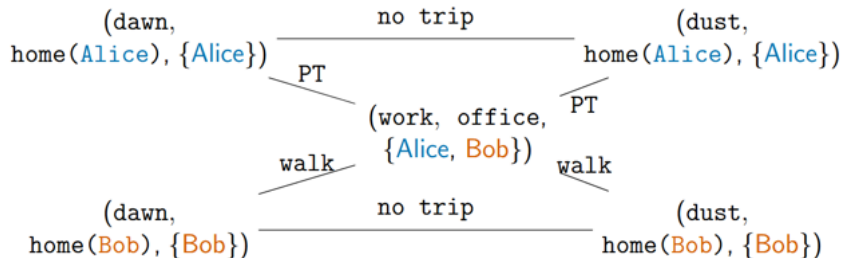 (dawn,
home(Alice), {Alice})
no trip
(dust,
home(Alice), {Alice})
PT
PT
(work, office,
{Alice, Bob})
walk
walk
(dawn,
home(Bob), {Bob})
no trip
(dust,
home(Bob), {Bob})